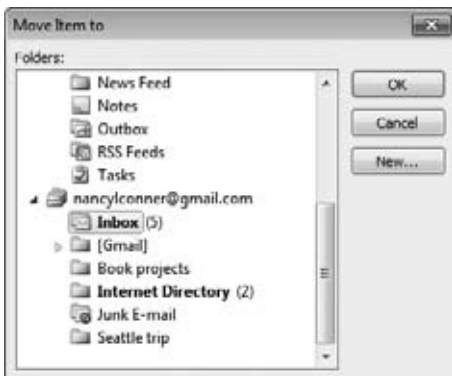 Move Item to
Folders:
News Feed
OK
Notes
Outbox
Cancel
RSS Feeds
New...
Tasks
nancylconner@gmail.com
Inbox (5)
[Gmail]
Book projects
Internet Directory (2)
Junk E-mail
Seattle trip